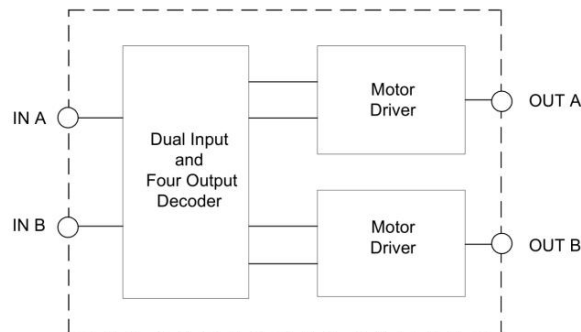 IN A
IN B
Dual Input
and
Four Output
Decoder
Motor
Driver
Motor
Driver
OUT A
OUT B